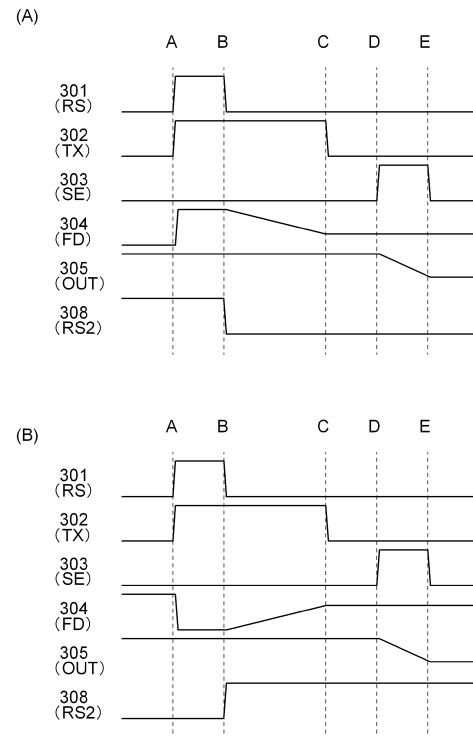 (A)
A B C D E
301
(RS)
302
(TX)
303
(SE)
304
(FD)
305
(OUT)
308
(RS2)
(B)
A B C D E
301
(RS)
302
(TX)
303
(SE)
304
(FD)
305
(OUT)
308
(RS2)